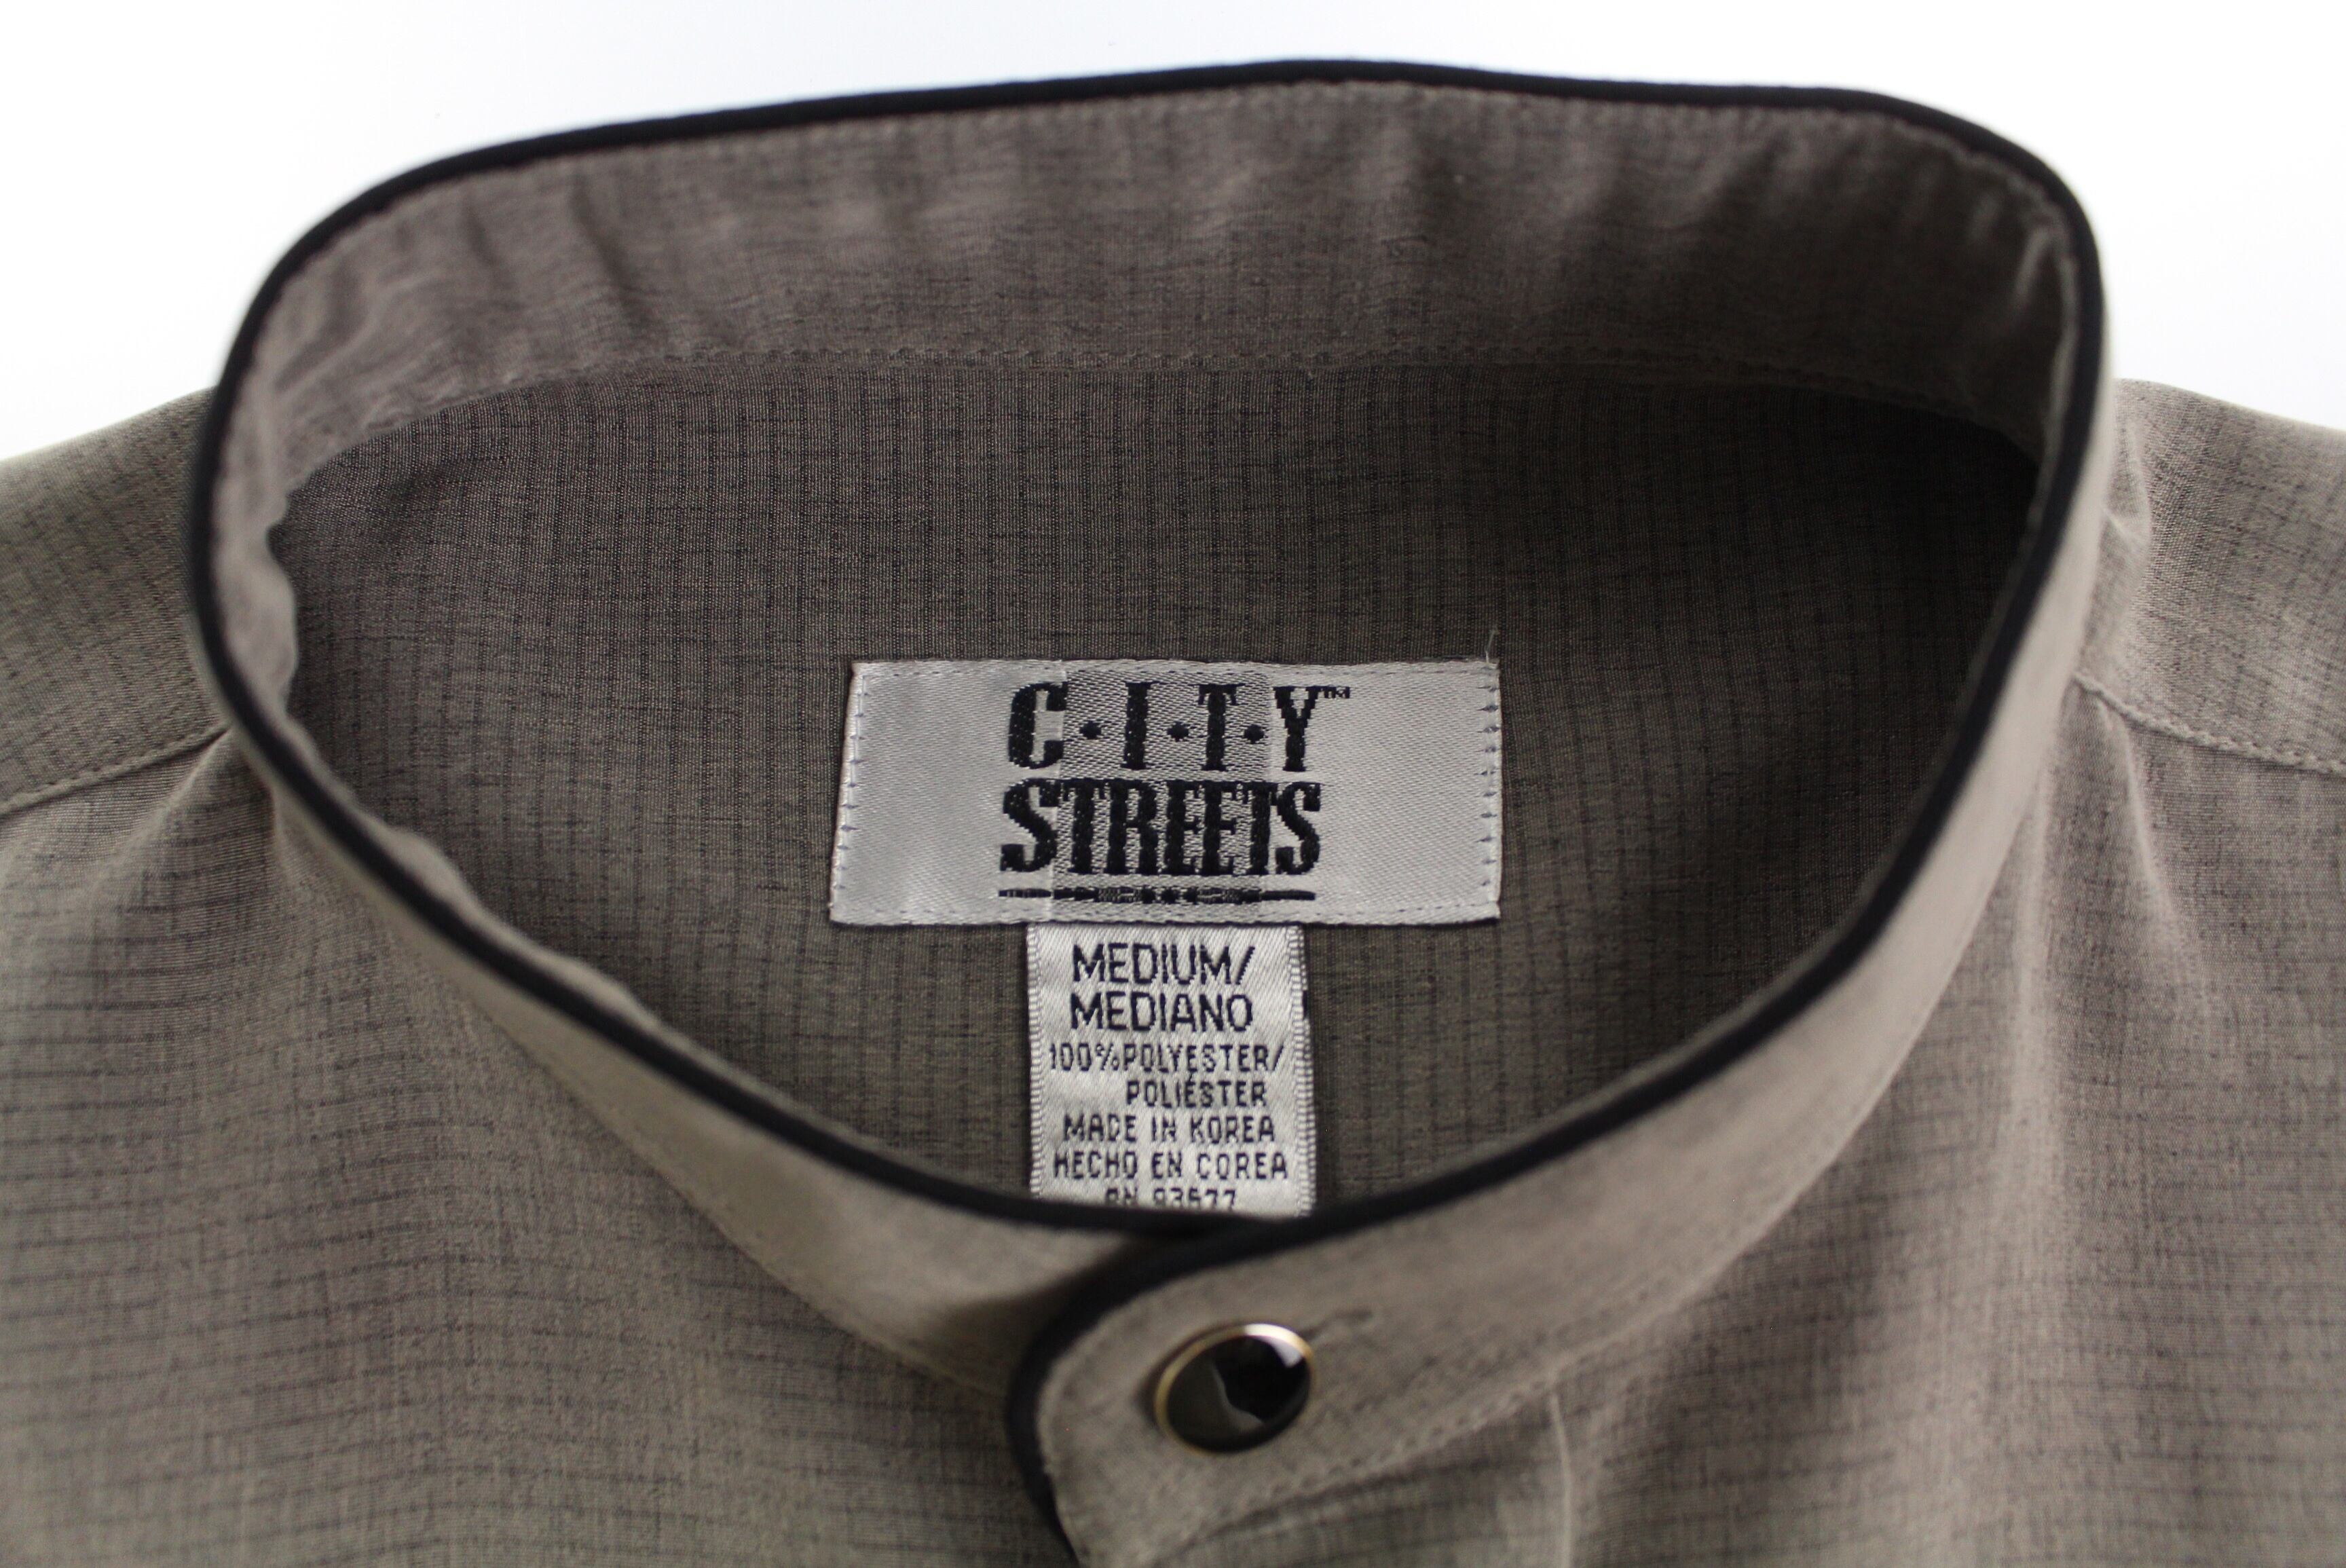 C·I·T·Y™
STREETS
MEDIUM/
MEDIANO
100%POLYESTER/
POLIÉSTER
MADE IN KOREA
HECHO EN COREA